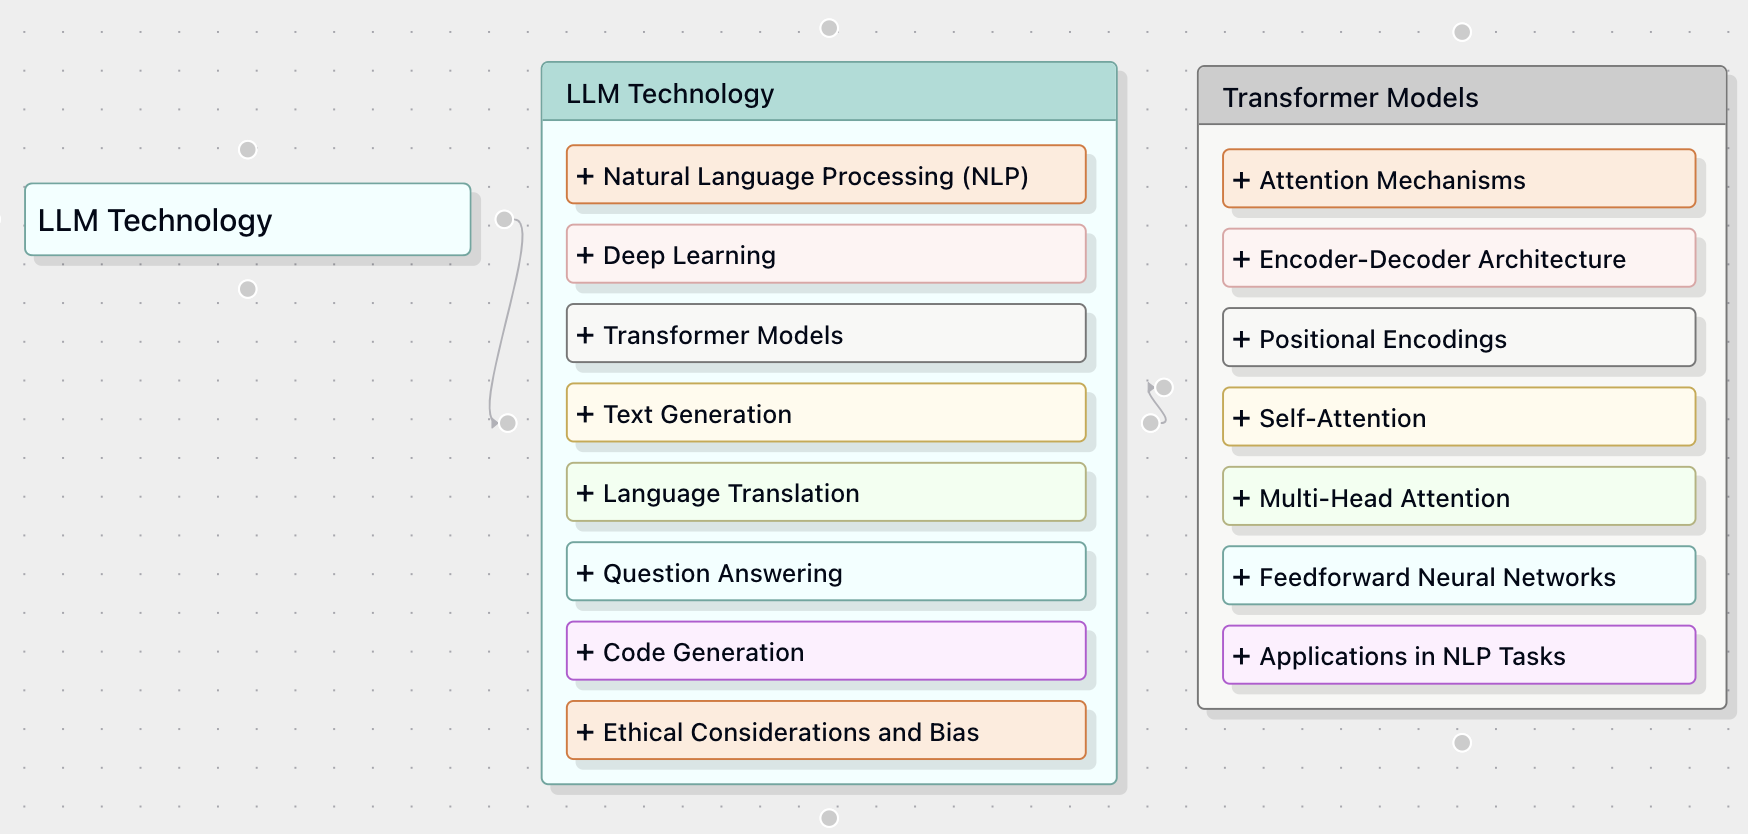 LLM Technology
LLM Technology
+ Natural Language Processing (NLP)
+ Deep Learning
+ Transformer Models
+ Text Generation
+ Language Translation
+ Question Answering
+ Code Generation
+ Ethical Considerations and Bias
Transformer Models
+ Attention Mechanisms
+ Encoder-Decoder Architecture
+ Positional Encodings
+ Self-Attention
+ Multi-Head Attention
+ Feedforward Neural Networks
+ Applications in NLP Tasks